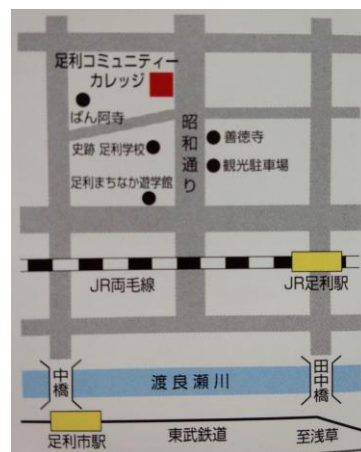 足利コミュニティー
カレッジ
ばん阿寺
史跡 足利学校
足利まちなか遊学館
昭和通り
善徳寺
観光駐車場
JR両毛線
JR足利駅
中橋
渡良瀬川
田中橋
足利市駅
東武鉄道
至浅草